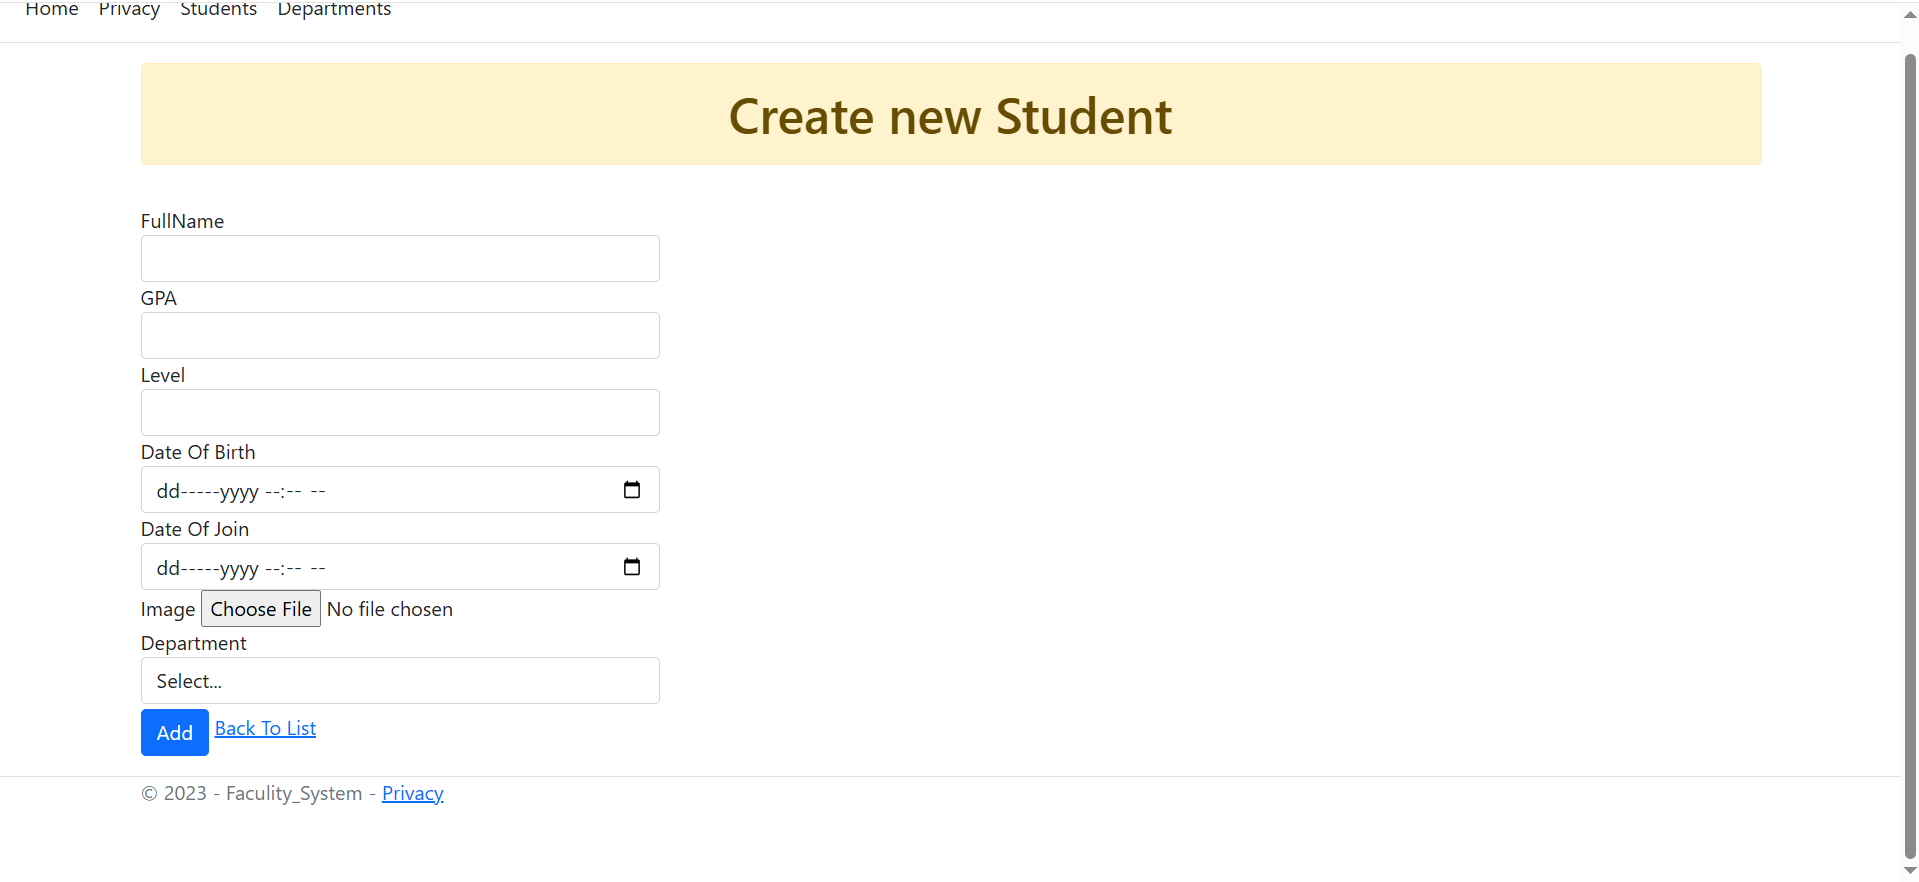 Home Privacy Students Departments
Create new Student
FullName
GPA
Level
Date Of Birth
dd-----yyyy --:-- --
Date Of Join
dd-----yyyy --:-- --
Image Choose File No file chosen
Department
Select...
Add Back To List
© 2023 - Faculity_System - Privacy